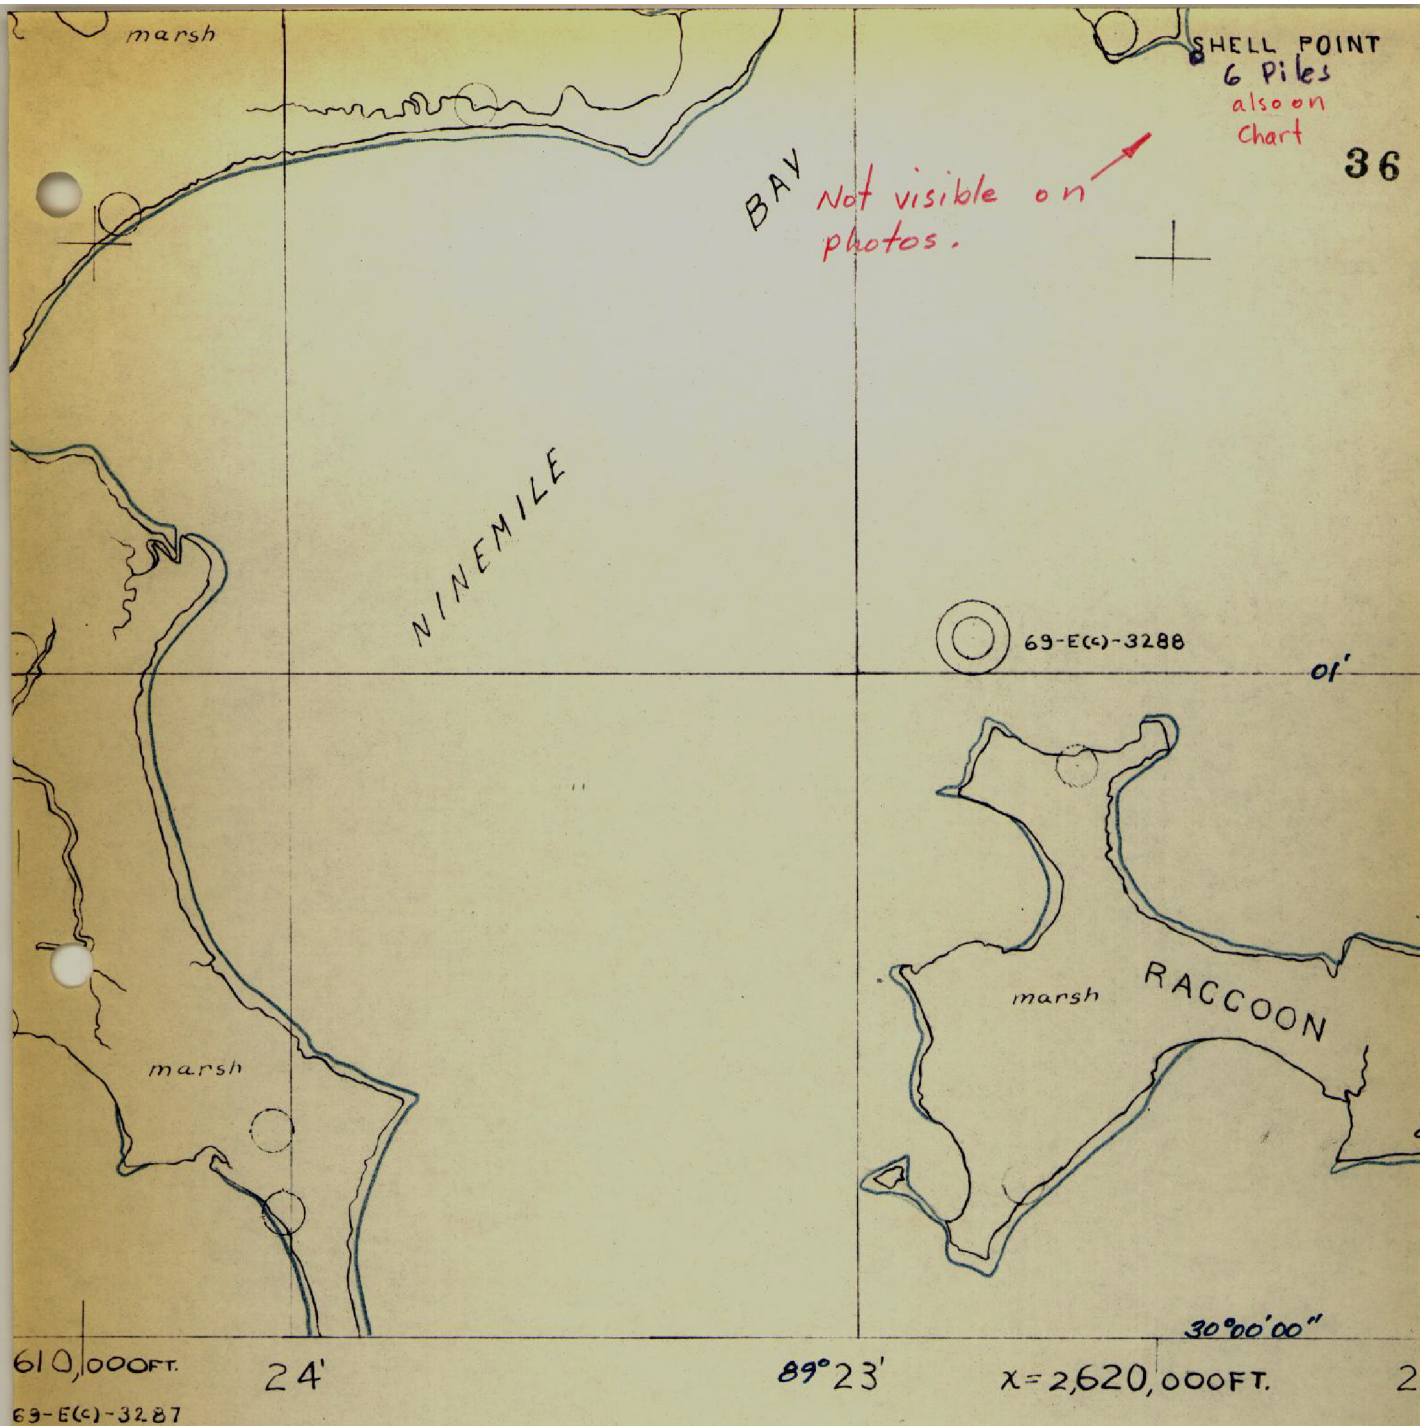 marsh
SHELL POINT
6 Piles
also on
Chart
36
BAY
Not visible on
photos.
NINEMILE
69-E(c)-3288
01'
marsh
RACCOON
marsh
30°00'00"
610,000FT.
24'
89°23'
x=2,620,000FT.
2
69-E(c)-3287